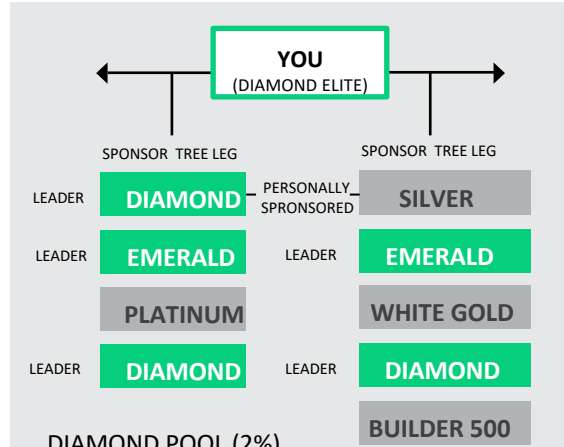 YOU
(DIAMOND ELITE)
SPONSOR TREE LEG
SPONSOR TREE LEG
LEADER
DIAMOND
PERSONALLY
SPRONSORED
SILVER
LEADER
EMERALD
LEADER
EMERALD
PLATINUM
WHITE GOLD
LEADER
DIAMOND
LEADER
DIAMOND
BUILDER 500
DIAMOND POOL (2%)